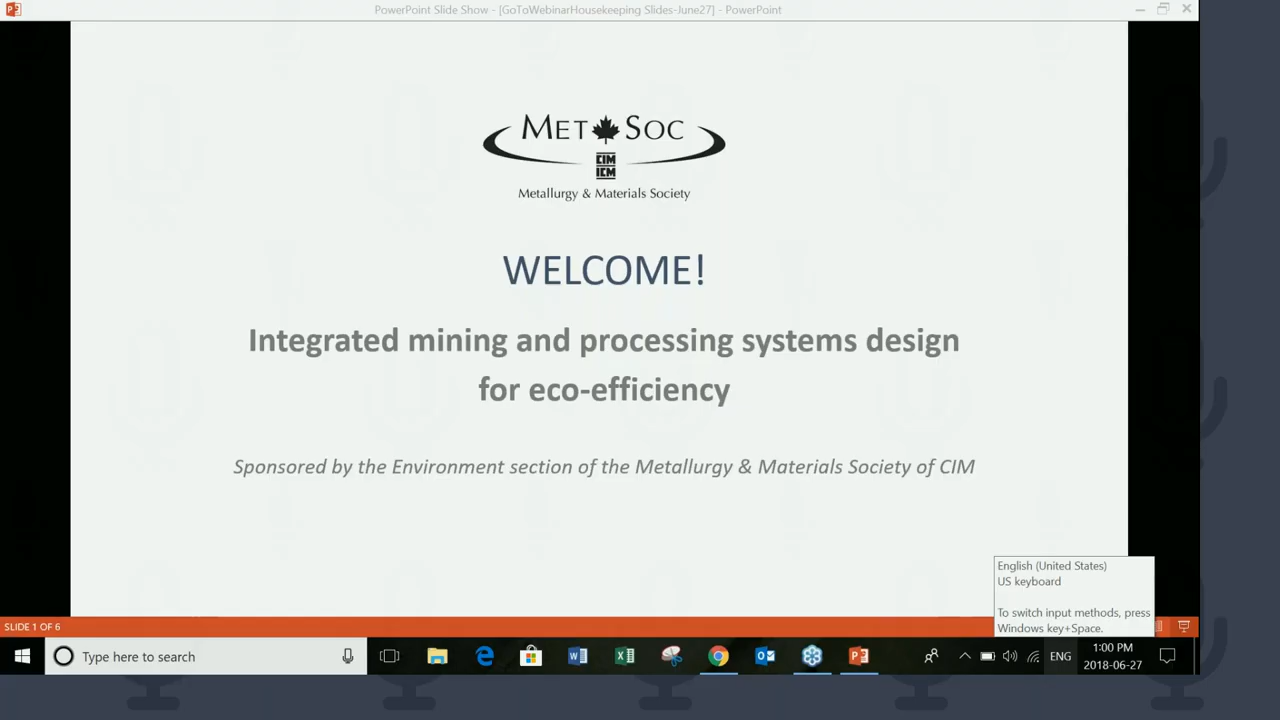 PowerPoint Slide Show - [GoToWebinarHousekeeping Slides-June27] - PowerPoint
MET SOC
CIM
ICM
Metallurgy & Materials Society
WELCOME!
Integrated mining and processing systems design
for eco-efficiency
Sponsored by the Environment section of the Metallurgy & Materials Society of CIM
English (United States)
US keyboard
To switch input methods, press
Windows key+Space.
SLIDE 1 OF 6
Type here to search
ENG
1:00 PM
2018-06-27